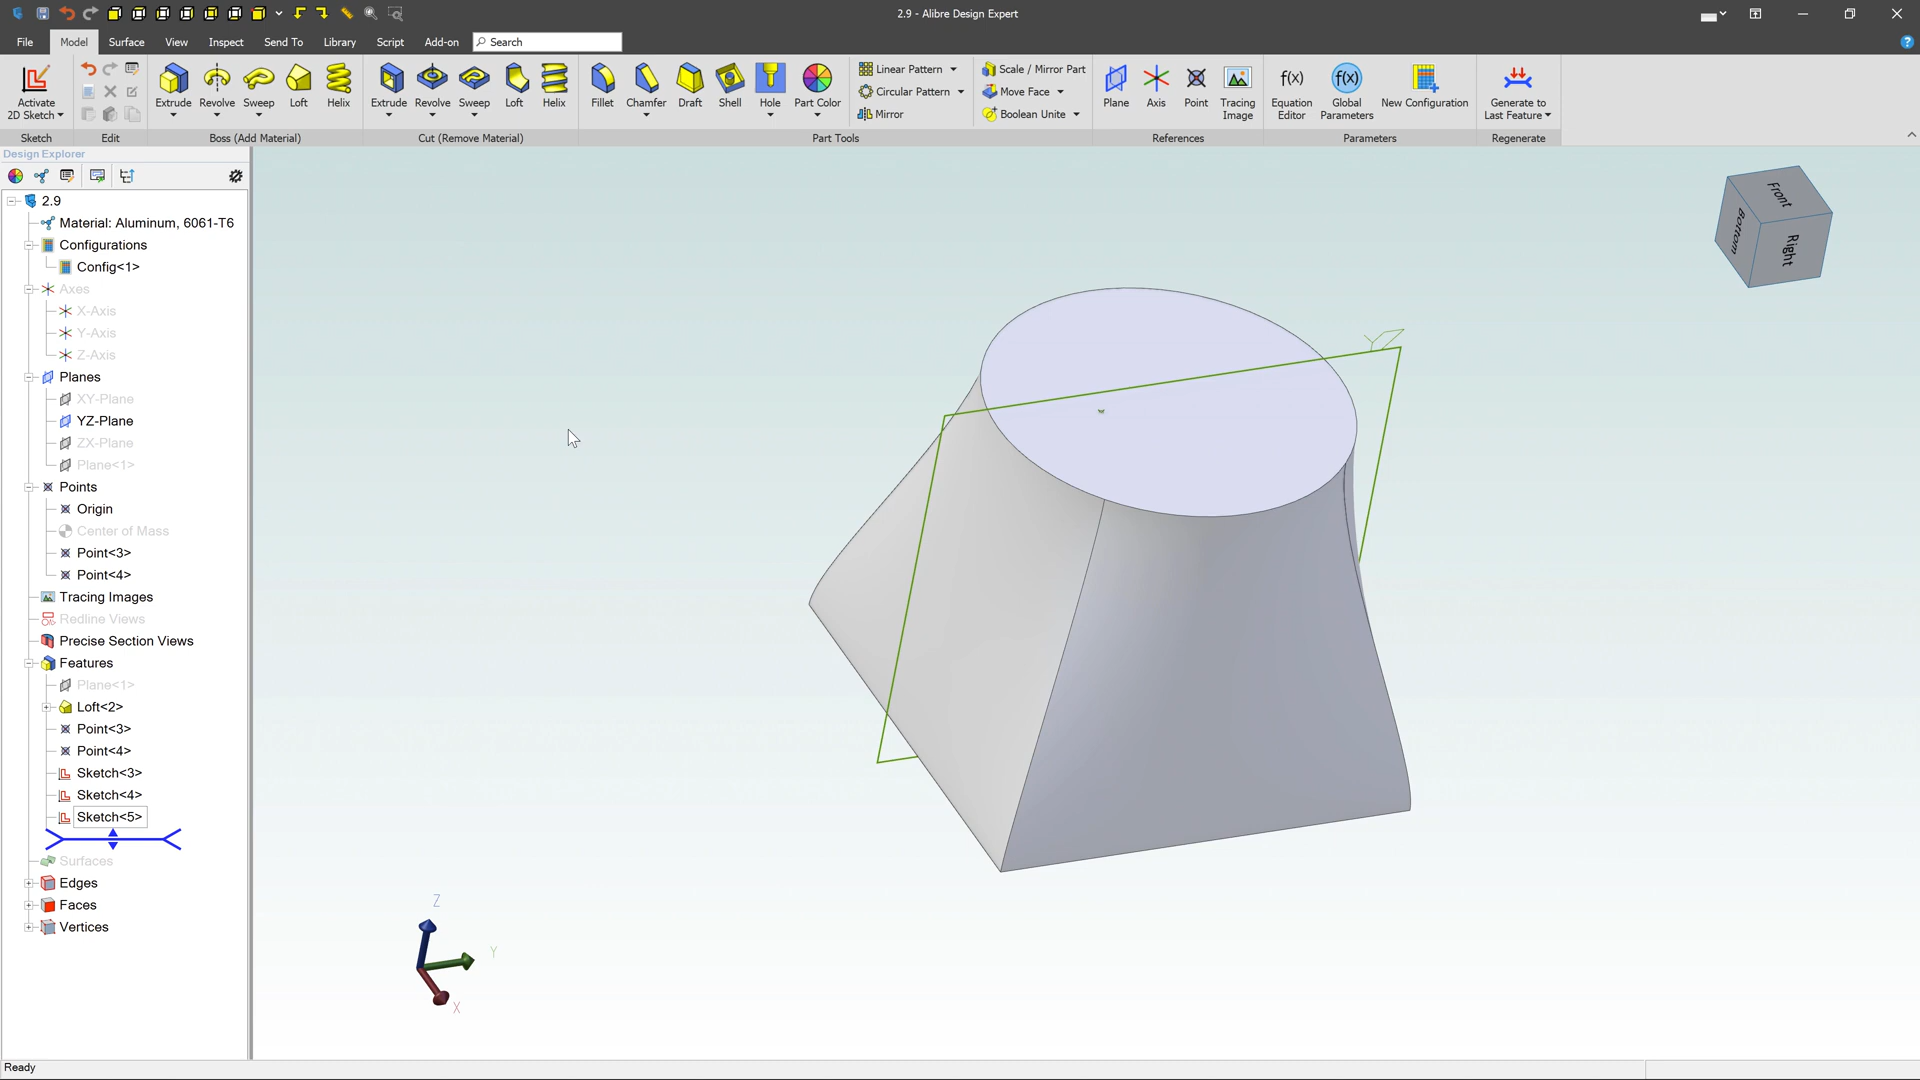 2.9 - Alibre Design Expert
File Model Surface View Inspect Send To Library Script Add-on Search
Activate 2D Sketch
Extrude Revolve Sweep Loft Helix
Extrude Revolve Sweep Loft Helix
Fillet Chamfer Draft Shell Hole Part Color
Linear Pattern
Circular Pattern
Mirror
Scale / Mirror Part
Move Face
Boolean Unite
Plane Axis Point Tracing Image
f(x) Equation Editor
f(x) Global Parameters
New Configuration
Generate to Last Feature
Sketch Edit Boss (Add Material) Cut (Remove Material) Part Tools References Parameters Regenerate
Design Explorer
2.9
Material: Aluminum, 6061-T6
Configurations
Config<1>
Axes
X-Axis
Y-Axis
Z-Axis
Planes
XY-Plane
YZ-Plane
ZX-Plane
Plane<1>
Points
Origin
Center of Mass
Point<3>
Point<4>
Tracing Images
Redline Views
Precise Section Views
Features
Plane<1>
Loft<2>
Point<3>
Point<4>
Sketch<3>
Sketch<4>
Sketch<5>
Surfaces
Edges
Faces
Vertices
Front
Bottom
Right
Z
Y
X
Ready